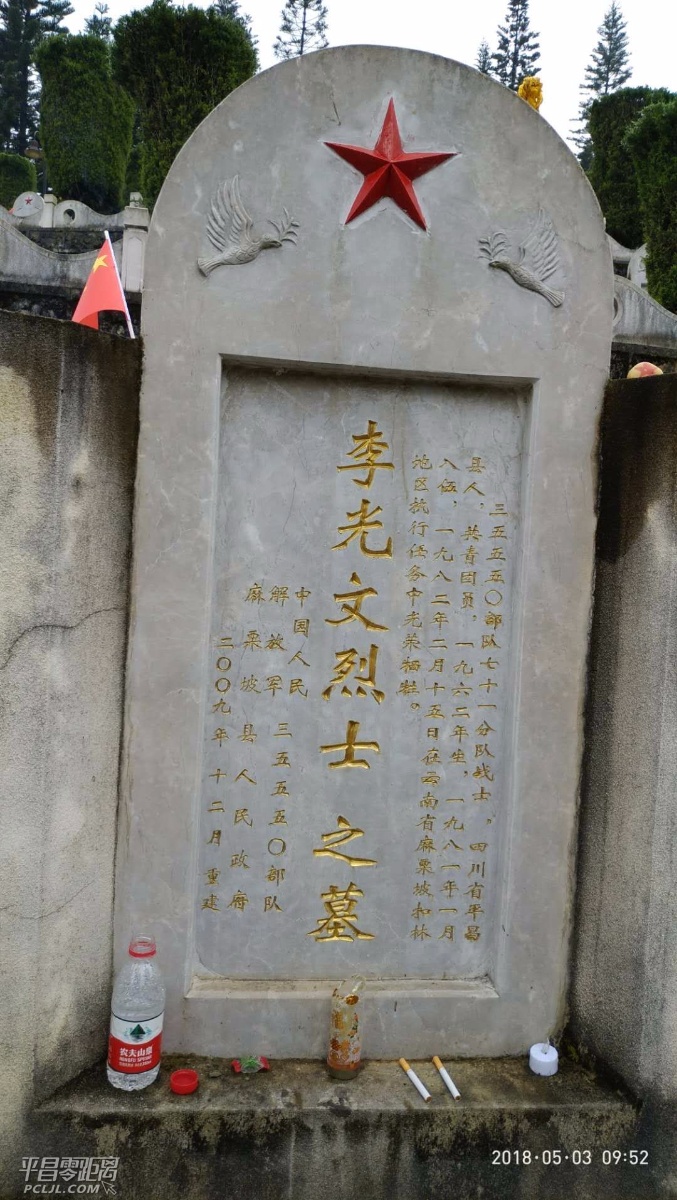 三五五五〇部队七十一分队战士。四川省平昌
县人，共青团员，一九六二年生，一九八一年一月
入伍，一九八二年二月十五日在云南省麻栗坡扣林
地区执行任务中光荣牺牲。
李光文烈士之墓
中国人民
解放军 三五五五〇部队
麻栗坡县人民政府
二〇〇九年十二月重建
农夫山泉
NONGFU SPRING
2018·05·03 09:52
平昌零距离
PCLJL.COM